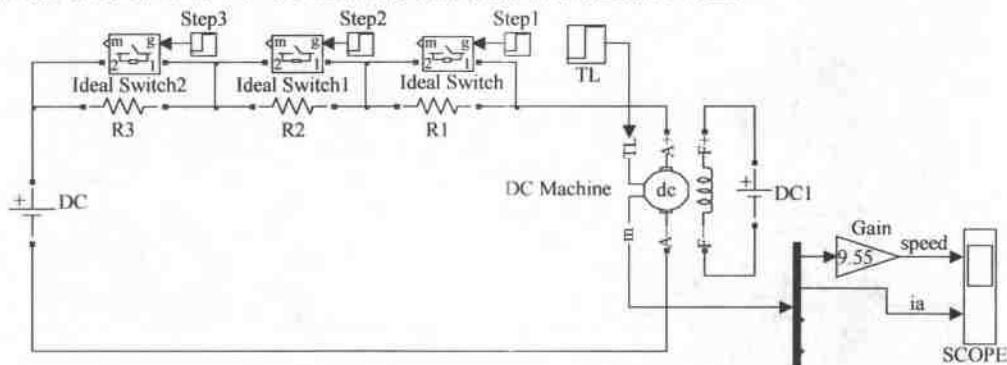 Step3
Step2
Step1
m
g
2
1
m
g
2
1
m
g
2
1
TL
Ideal Switch2
Ideal Switch1
Ideal Switch
R3
R2
R1
TL
A+
F+
+
DC
DC Machine
dc
+
DC1
m
A-
F-
Gain
9.55
speed
ia
SCOPE